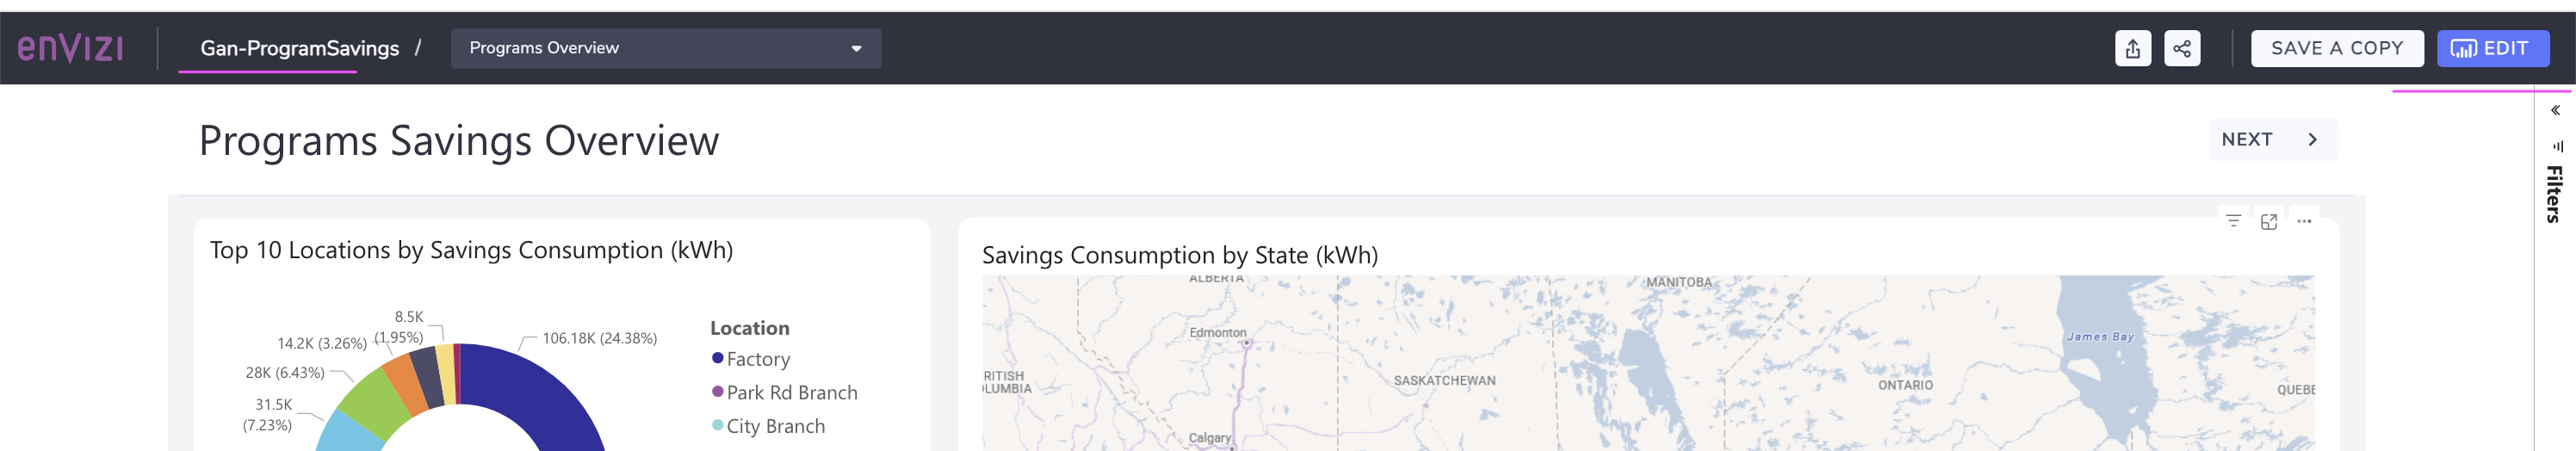 enVIZI
Gan-ProgramSavings / Programs Overview
SAVE A COPY
EDIT
Programs Savings Overview
NEXT
Filters
Top 10 Locations by Savings Consumption (kWh)
8.5K
(1.95%)
14.2K (3.26%)
106.18K (24.38%)
28K (6.43%)
31.5K
(7.23%)
Location
Factory
Park Rd Branch
City Branch
Savings Consumption by State (kWh)
ALBERTA
MANITOBA
Edmonton
James Bay
RITISH
OLUMBIA
SASKATCHEWAN
ONTARIO
QUEBE
Calgary